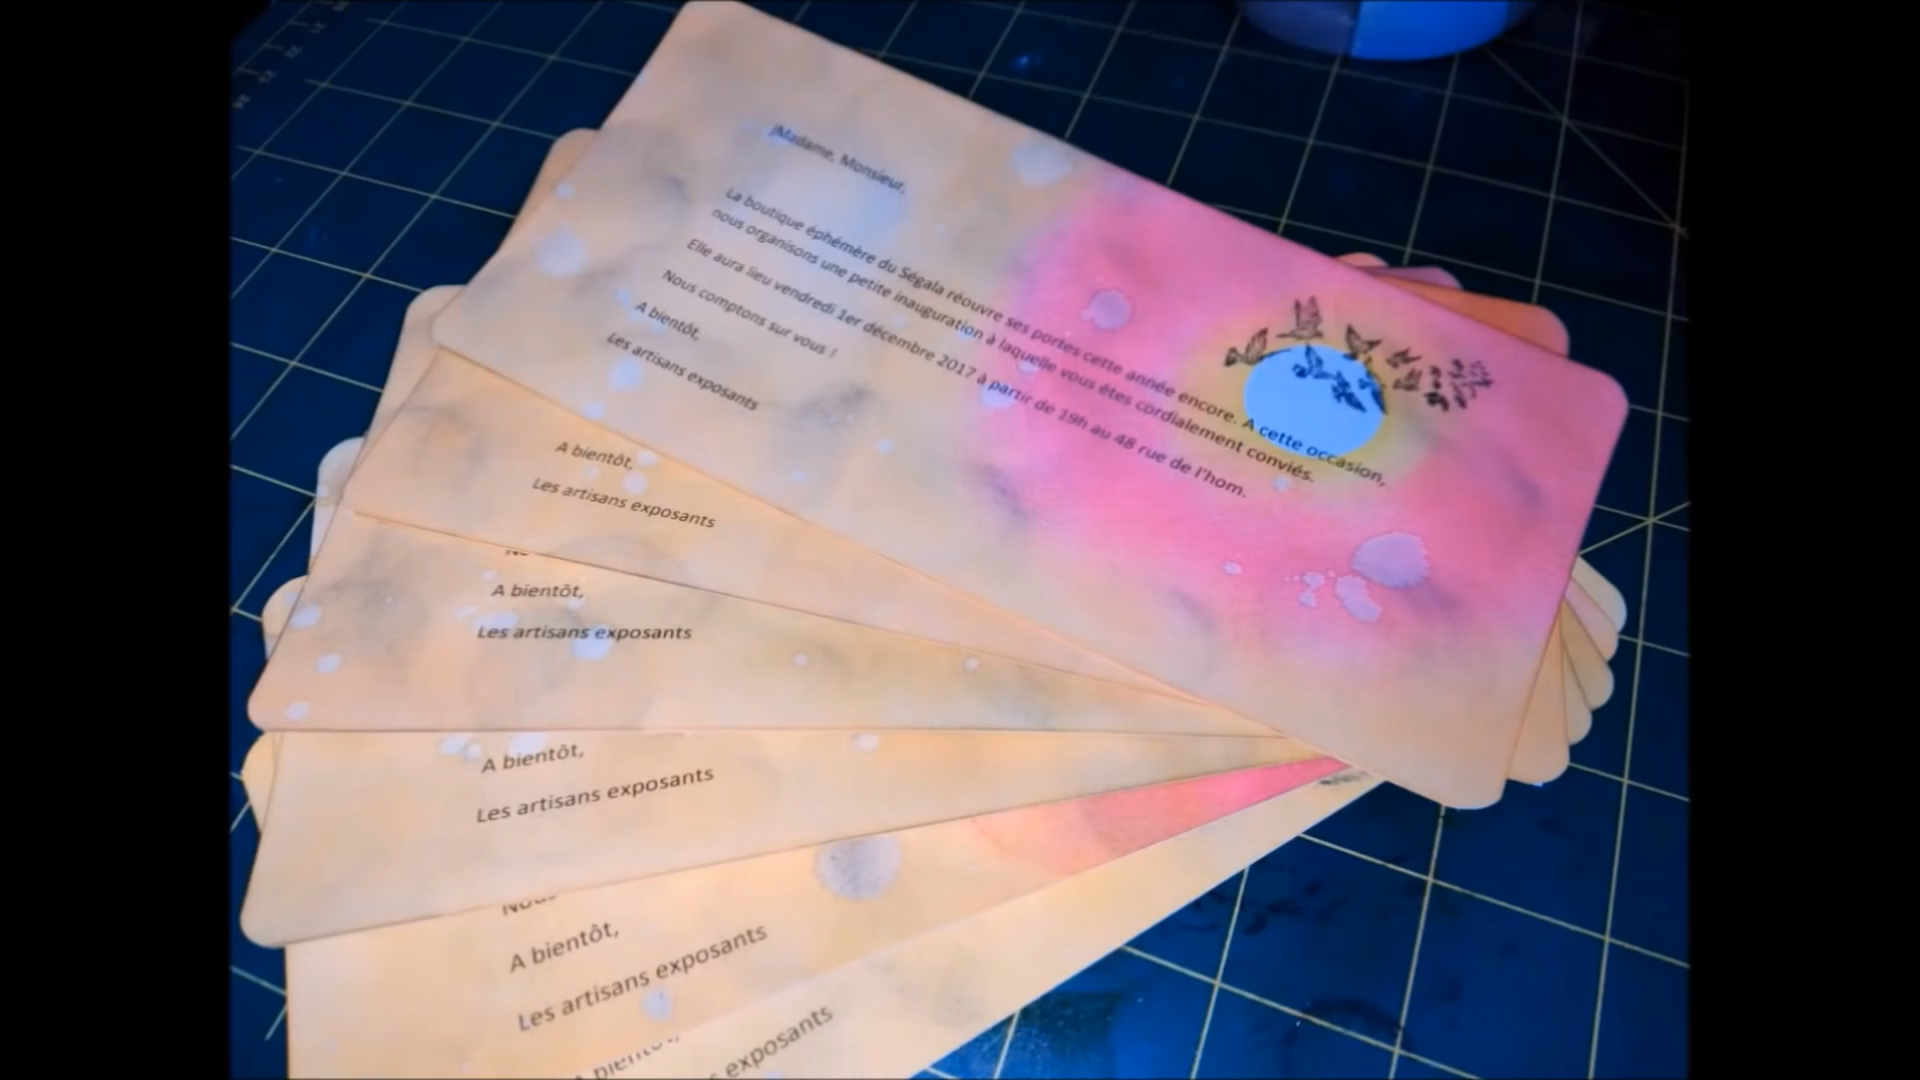 Madame, Monsieur,
La boutique éphémère du Ségala réouvre ses portes cette année encore. A cette occasion,
nous organisons une petite inauguration à laquelle vous êtes cordialement conviés.
Elle aura lieu vendredi 1er décembre 2017 à partir de 19h au 48 rue de l'hom.
Nous comptons sur vous !
A bientôt,
Les artisans exposants
A bientôt,
Les artisans exposants
A bientôt,
Les artisans exposants
A bientôt,
Les artisans exposants
A bientôt,
Les artisans exposants
A bientôt,
exposants